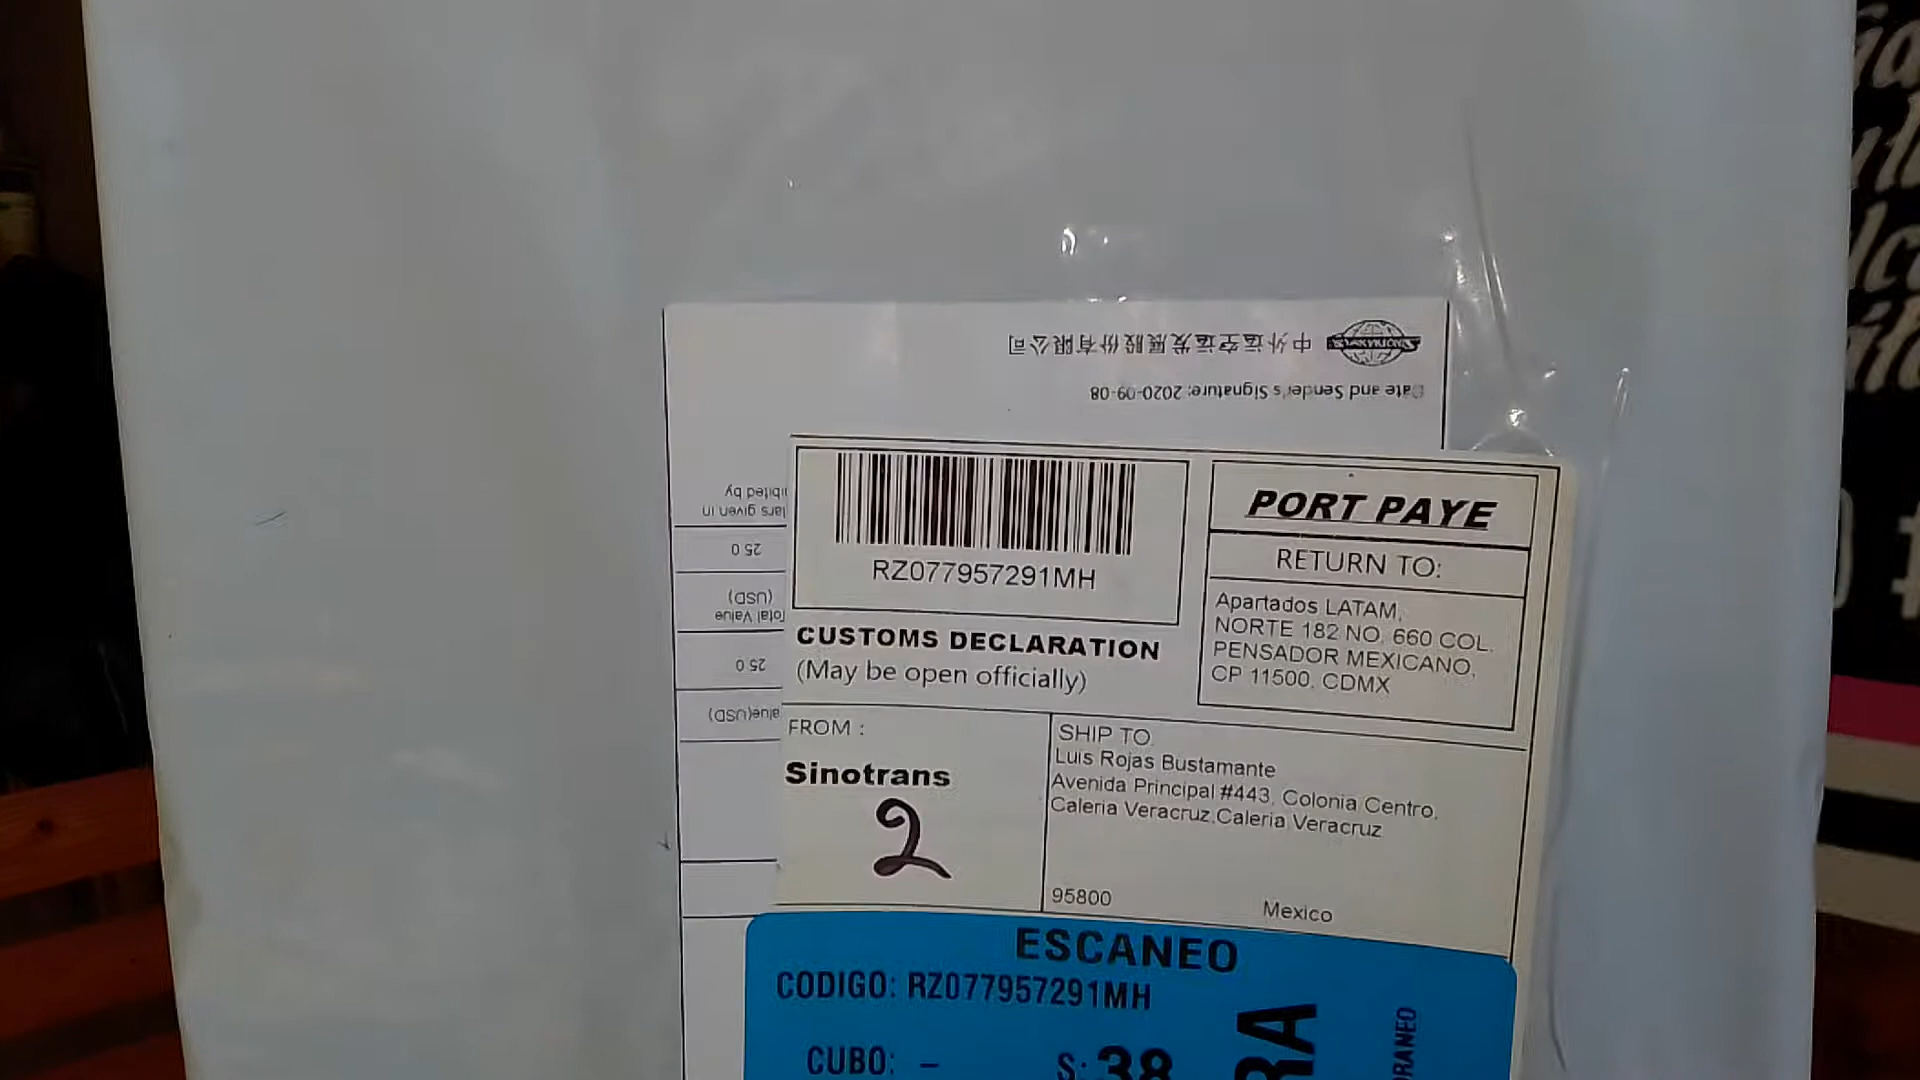 中外运空运发展股份有限公司
Date and Sender's Signature: 2020-09-08
RZ077957291MH
PORT PAYE
RETURN TO:
Apartados LATAM,
NORTE 182 NO. 660 COL.
PENSADOR MEXICANO,
CP 11500, CDMX
CUSTOMS DECLARATION
(May be open officially)
given in
25.0
(USD)
Total Value
25.0
(USD)
FROM :
Sinotrans
2
SHIP TO:
Luis Rojas Bustamante
Avenida Principal #443, Colonia Centro,
Caleria Veracruz,Caleria Veracruz
95800 Mexico
ESCANEO
CODIGO: RZ077957291MH
CUBO: -
S: 38